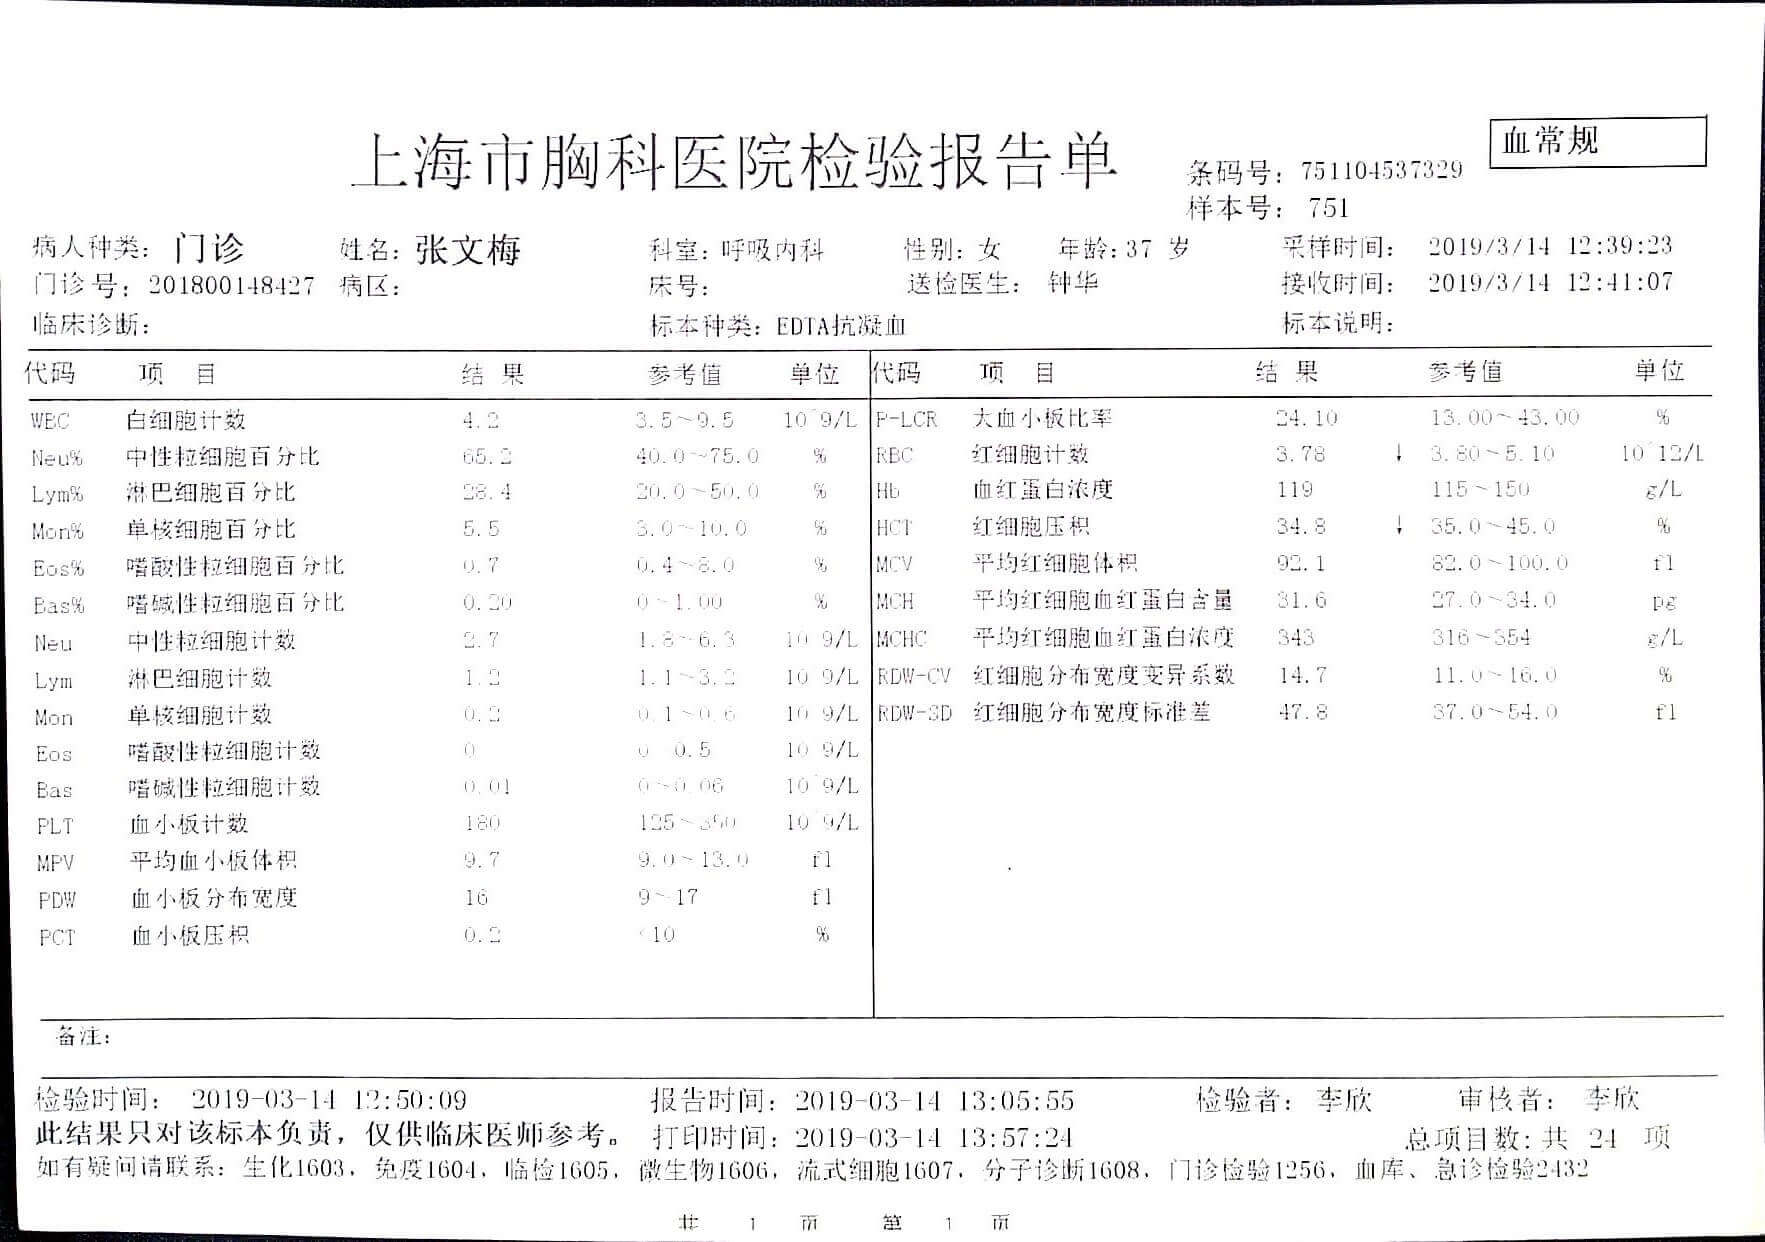 上海市胸科医院检验报告单
血常规
条码号: 751104537329
样本号: 751
病人种类: 门诊 姓名: 张文梅 科室: 呼吸内科 性别: 女 年龄: 37 岁 采样时间: 2019/3/14 12:39:23
门诊号: 201800148427 病区: 床号: 送检医生: 钟华 接收时间: 2019/3/14 12:41:07
临床诊断: 标本种类: EDTA抗凝血 标本说明:
代码 项 目 结 果 参考值 单位 代码 项 目 结 果 参考值 单位
WBC 白细胞计数 4.2 3.5~9.5 10^9/L P-LCR 大血小板比率 24.10 13.00~43.00 %
Neu% 中性粒细胞百分比 65.2 40.0~75.0 % RBC 红细胞计数 3.78 ↓ 3.80~5.10 10^12/L
Lym% 淋巴细胞百分比 28.4 20.0~50.0 % Hb 血红蛋白浓度 119 115~150 g/L
Mon% 单核细胞百分比 5.5 3.0~10.0 % HCT 红细胞压积 34.8 ↓ 35.0~45.0 %
Eos% 嗜酸性粒细胞百分比 0.7 0.4~8.0 % MCV 平均红细胞体积 92.1 82.0~100.0 fl
Bas% 嗜碱性粒细胞百分比 0.20 0~1.00 % MCH 平均红细胞血红蛋白含量 31.6 27.0~34.0 pg
Neu 中性粒细胞计数 2.7 1.8~6.3 10^9/L MCHC 平均红细胞血红蛋白浓度 343 316~354 g/L
Lym 淋巴细胞计数 1.2 1.1~3.2 10^9/L RDW-CV 红细胞分布宽度变异系数 14.7 11.0~16.0 %
Mon 单核细胞计数 0.2 0.1~0.6 10^9/L RDW-SD 红细胞分布宽度标准差 47.8 37.0~54.0 fl
Eos 嗜酸性粒细胞计数 0 0~0.5 10^9/L
Bas 嗜碱性粒细胞计数 0.01 0~0.06 10^9/L
PLT 血小板计数 180 125~350 10^9/L
MPV 平均血小板体积 9.7 9.0~13.0 fl
PDW 血小板分布宽度 16 9~17 fl
PCT 血小板压积 0.2 <10 %
备注:
检验时间: 2019-03-14 12:50:09 报告时间: 2019-03-14 13:05:55 检验者: 李欣 审核者: 李欣
此结果只对该标本负责，仅供临床医师参考。 打印时间: 2019-03-14 13:57:24 总项目数: 共 24 项
如有疑问请联系: 生化1603, 免疫1604, 临检1605, 微生物1606, 流式细胞1607, 分子诊断1608, 门诊检验1256, 血库、急诊检验2432
共 1 页 第 1 页